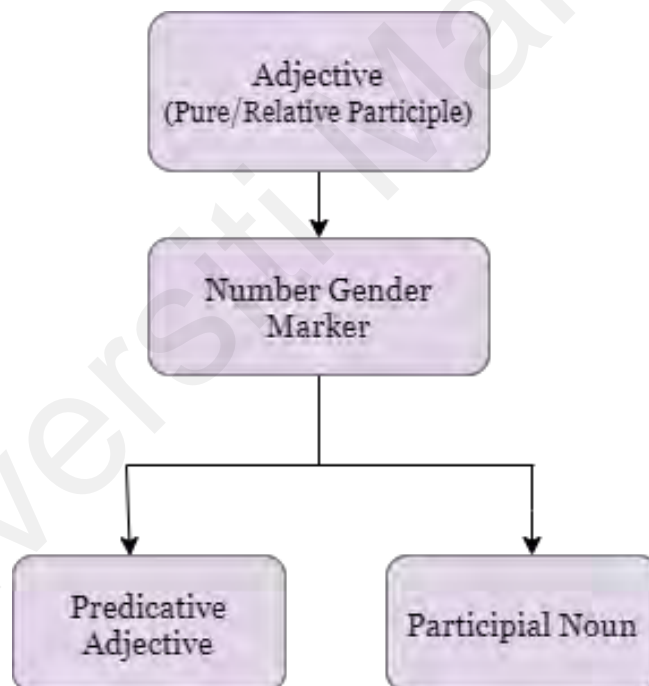 Adjective
(Pure/Relative Participle)
Number Gender
Marker
Predicative
Adjective
Participial Noun